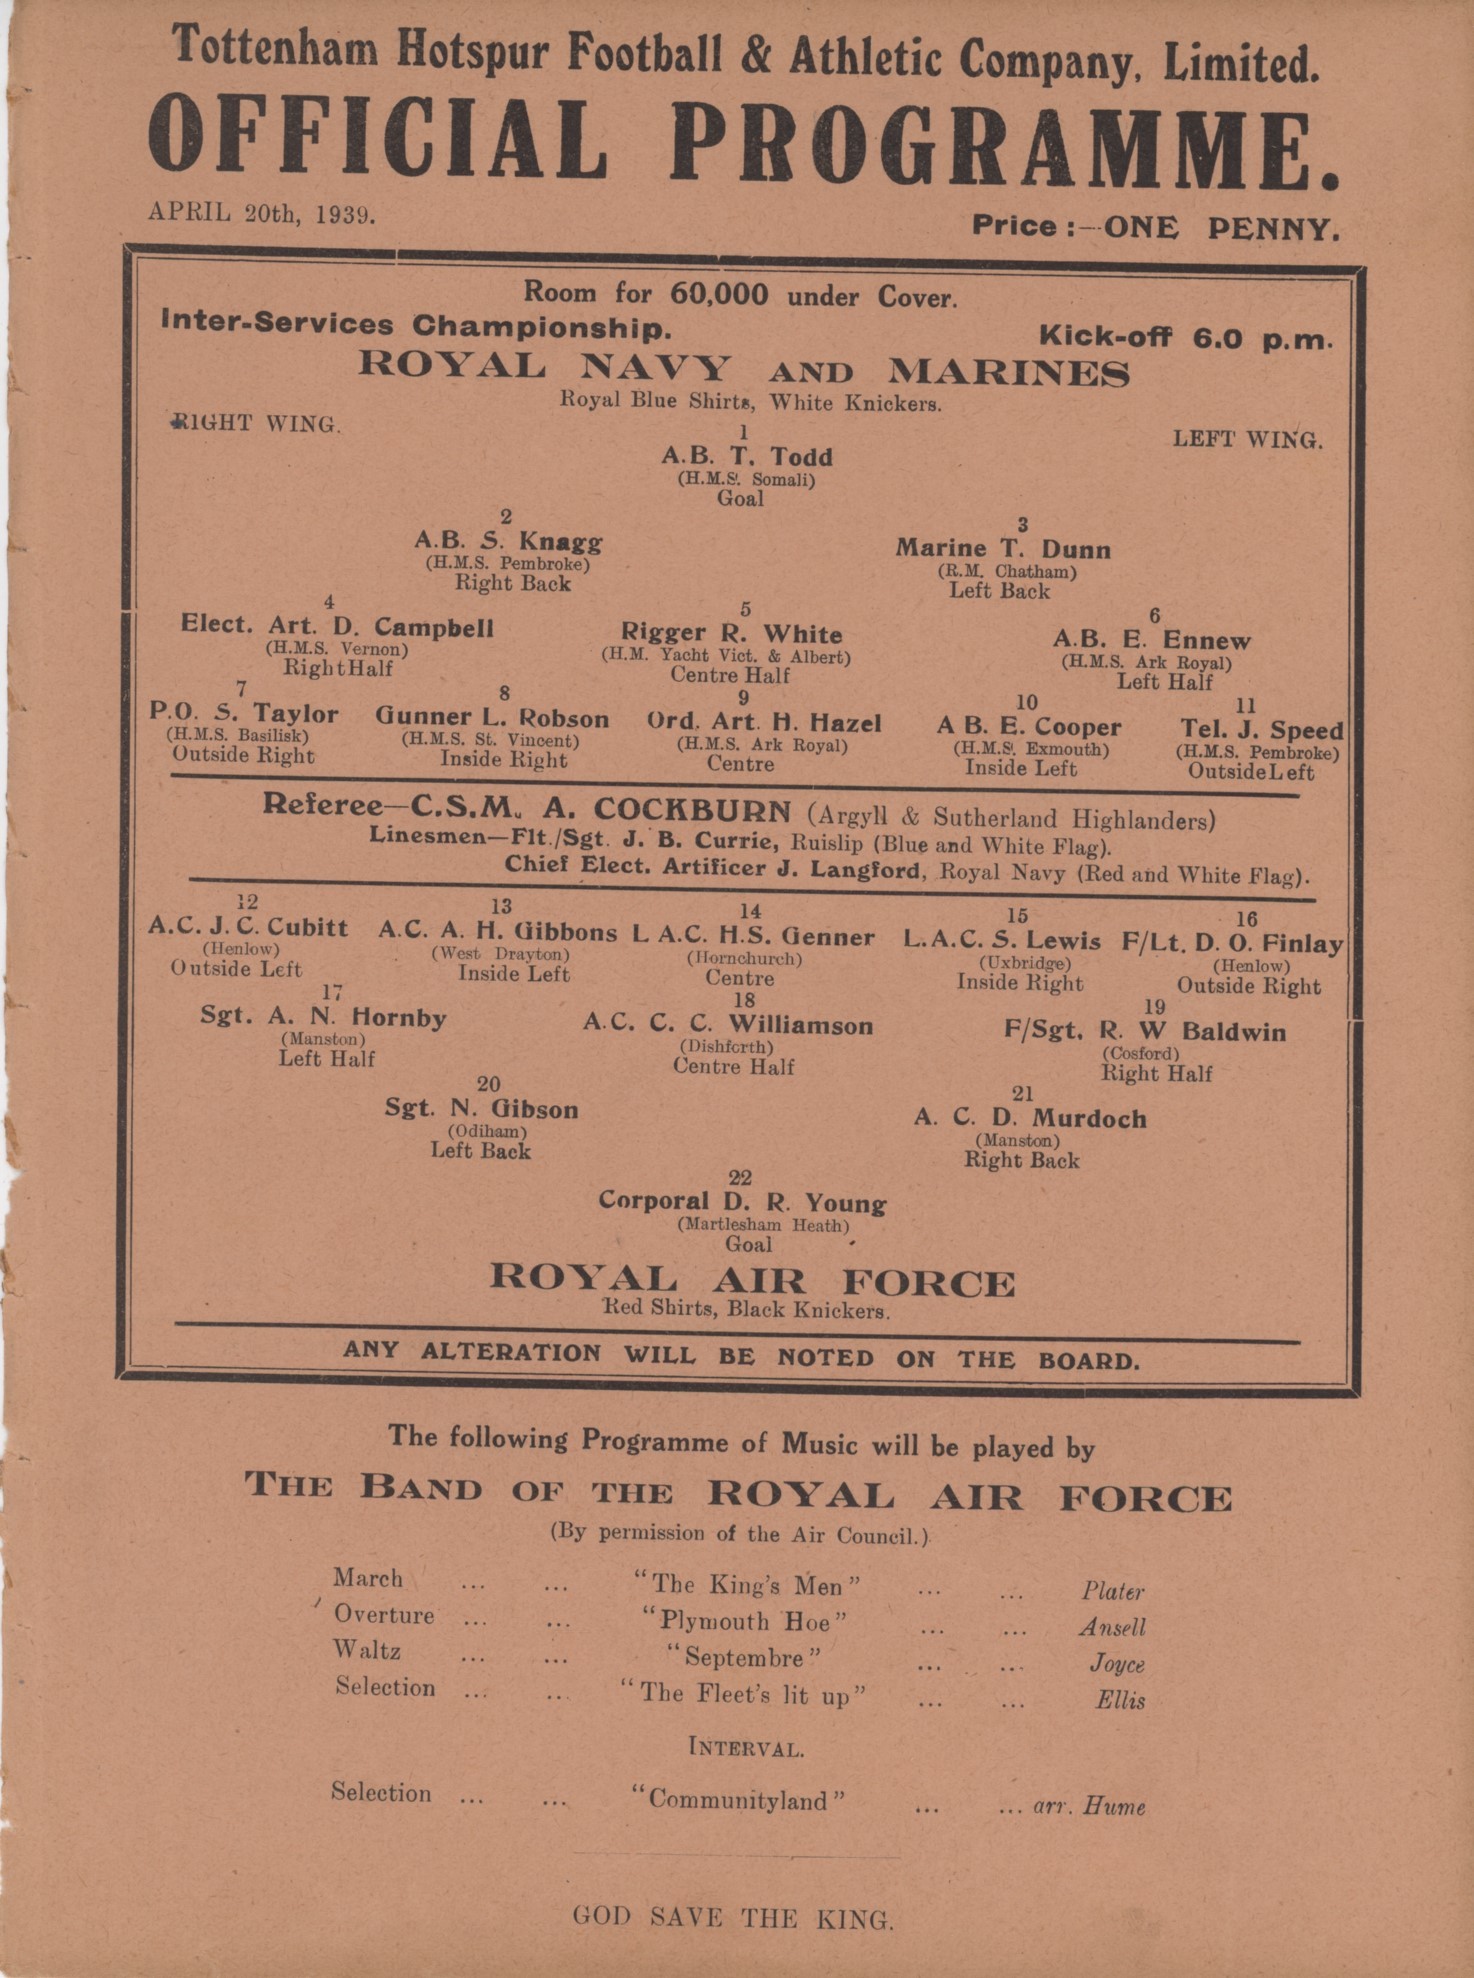 Tottenham Hotspur Football & Athletic Company, Limited.
OFFICIAL PROGRAMME.
APRIL 20th, 1939.
Price :—ONE PENNY.
Room for 60,000 under Cover.
Inter-Services Championship.
Kick-off 6.0 p.m.
ROYAL NAVY AND MARINES
Royal Blue Shirts, White Knickers.
RIGHT WING.
LEFT WING.
1
A.B. T. Todd
(H.M.S. Somali)
Goal
2 3
A.B. S. Knagg Marine T. Dunn
(H.M.S. Pembroke) (R.M. Chatham)
Right Back Left Back
4 5 6
Elect. Art. D. Campbell Rigger R. White A.B. E. Ennew
(H.M.S. Vernon) (H.M. Yacht Vict. & Albert) (H.M.S. Ark Royal)
Right Half Centre Half Left Half
7 8 9 10 11
P.O. S. Taylor Gunner L. Robson Ord. Art. H. Hazel A B. E. Cooper Tel. J. Speed
(H.M.S. Basilisk) (H.M.S. St. Vincent) (H.M.S. Ark Royal) (H.M.S. Exmouth) (H.M.S. Pembroke)
Outside Right Inside Right Centre Inside Left Outside Left
Referee—C.S.M. A. COCKBURN (Argyll & Sutherland Highlanders)
Linesmen—Flt./Sgt. J. B. Currie, Ruislip (Blue and White Flag).
Chief Elect. Artificer J. Langford, Royal Navy (Red and White Flag).
12 13 14 15 16
A.C. J. C. Cubitt A.C. A. H. Gibbons L A.C. H.S. Genner L.A.C. S. Lewis F/Lt. D. O. Finlay
(Henlow) (West Drayton) (Hornchurch) (Uxbridge) (Henlow)
Outside Left Inside Left Centre Inside Right Outside Right
17 18 19
Sgt. A. N. Hornby A.C. C. C. Williamson F/Sgt. R. W Baldwin
(Manston) (Dishforth) (Cosford)
Left Half Centre Half Right Half
20 21
Sgt. N. Gibson A. C. D. Murdoch
(Odiham) (Manston)
Left Back Right Back
22
Corporal D. R. Young
(Martlesham Heath)
Goal
ROYAL AIR FORCE
Red Shirts, Black Knickers.
ANY ALTERATION WILL BE NOTED ON THE BOARD.
The following Programme of Music will be played by
THE BAND OF THE ROYAL AIR FORCE
(By permission of the Air Council.)
March ... ... "The King's Men" ... ... Plater
Overture ... ... "Plymouth Hoe" ... ... Ansell
Waltz ... ... "Septembre" ... ... Joyce
Selection ... ... "The Fleet's lit up" ... ... Ellis
INTERVAL.
Selection ... ... "Communityland" ... ... arr. Hume
GOD SAVE THE KING.